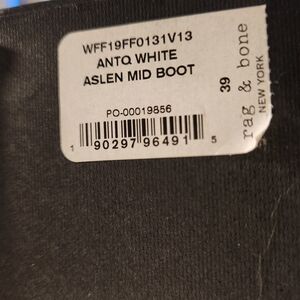 WFF19FF0131V13
ANTQ WHITE
ASLEN MID BOOT
39
PO-00019856
1 90297 96491 5
rag & bone
NEW YORK